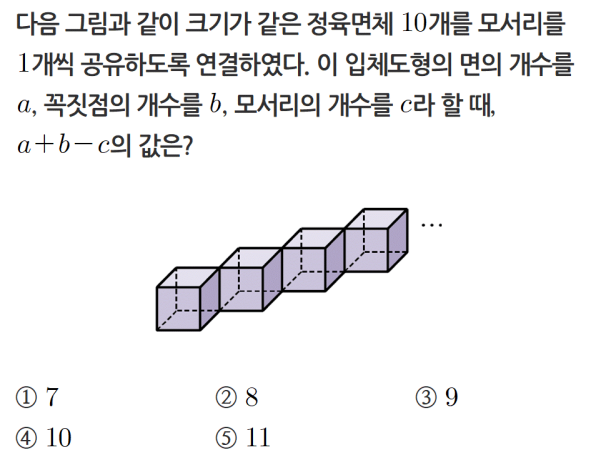 다음 그림과 같이 크기가 같은 정육면체 10개를 모서리를
1개씩 공유하도록 연결하였다. 이 입체도형의 면의 개수를
a, 꼭짓점의 개수를 b, 모서리의 개수를 c라 할 때,
a+b-c의 값은?
…
① 7 ② 8 ③ 9
④ 10 ⑤ 11